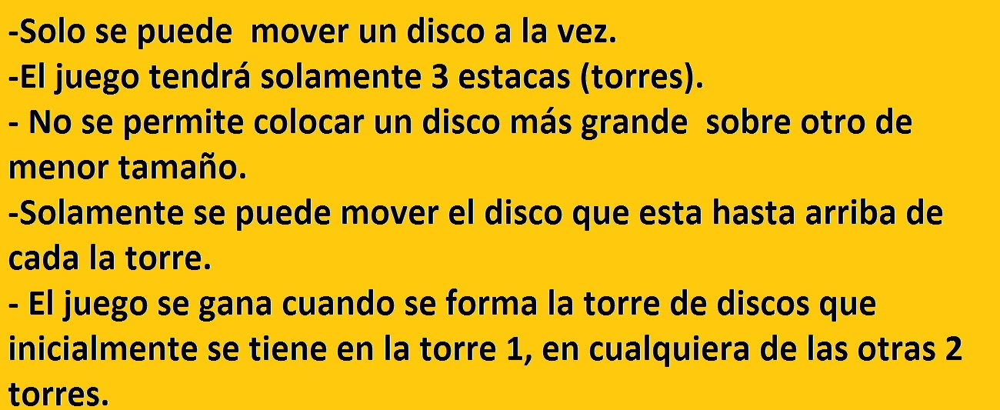 -Solo se puede  mover un disco a la vez.
-El juego tendrá solamente 3 estacas (torres).
- No se permite colocar un disco más grande  sobre otro de
menor tamaño.
-Solamente se puede mover el disco que esta hasta arriba de
cada la torre.
- El juego se gana cuando se forma la torre de discos que
inicialmente se tiene en la torre 1, en cualquiera de las otras 2
torres.